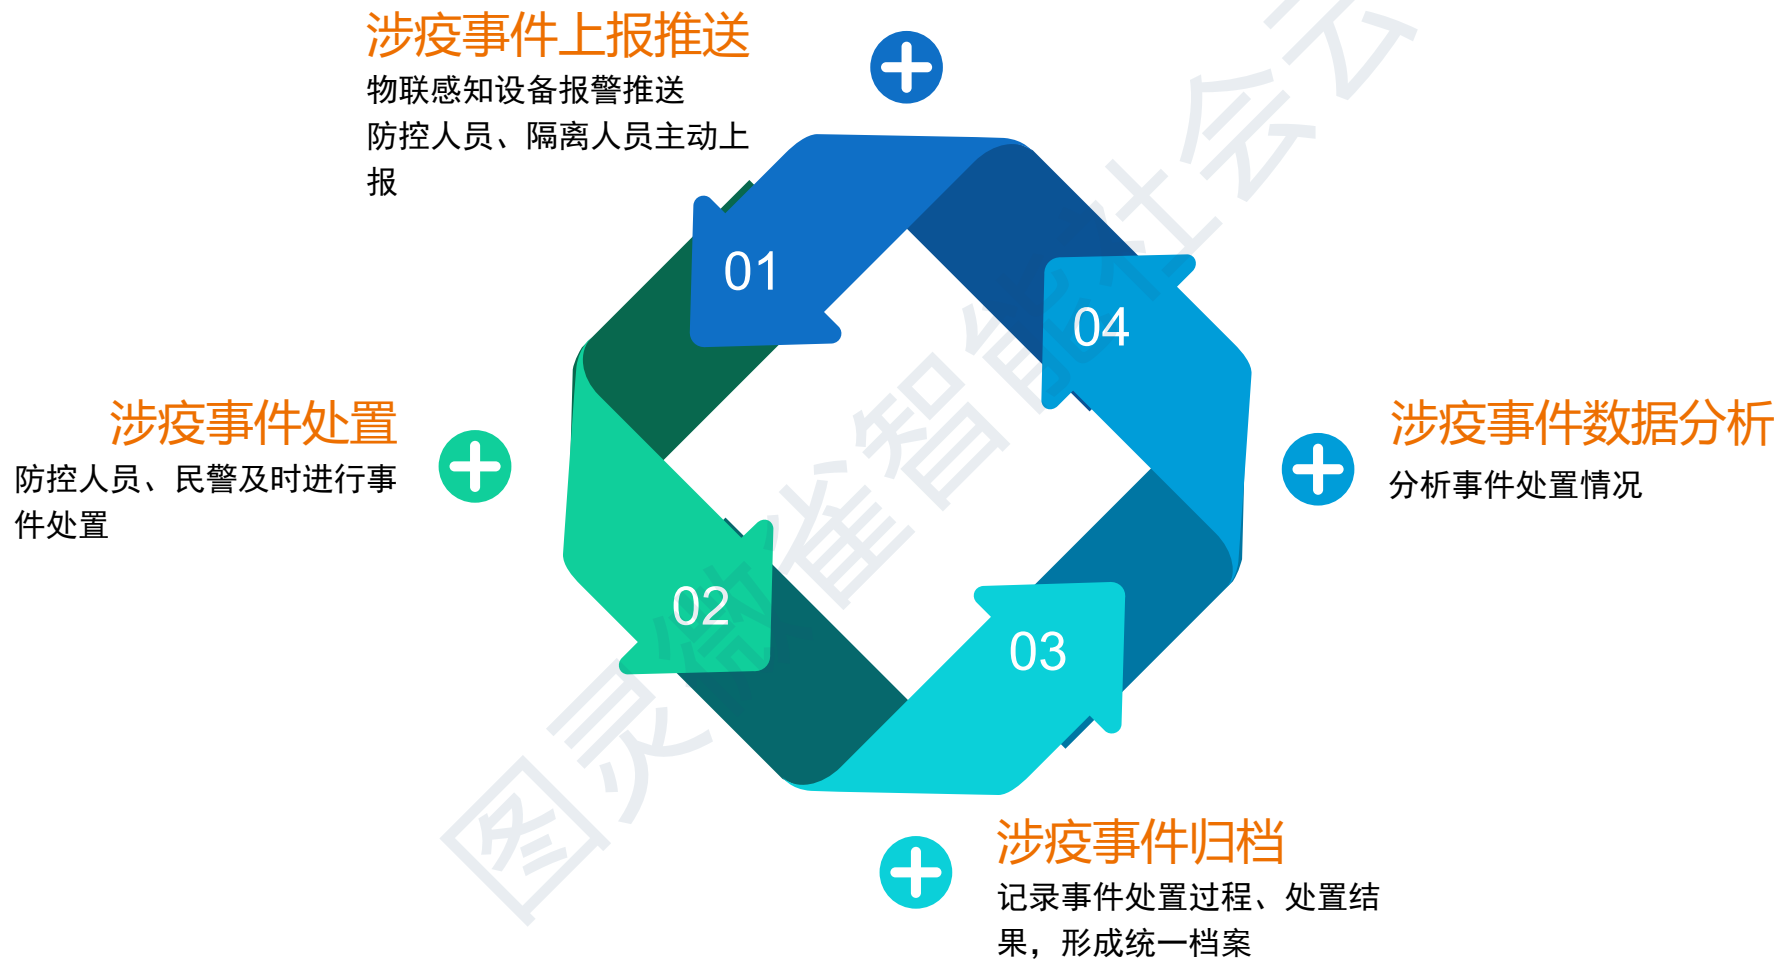 涉疫事件上报推送
物联感知设备报警推送
防控人员、隔离人员主动上
报
01
04
涉疫事件处置
防控人员、民警及时进行事
件处置
涉疫事件数据分析
分析事件处置情况
02
03
涉疫事件归档
记录事件处置过程、处置结
果，形成统一档案
图灵微雀智能社会云